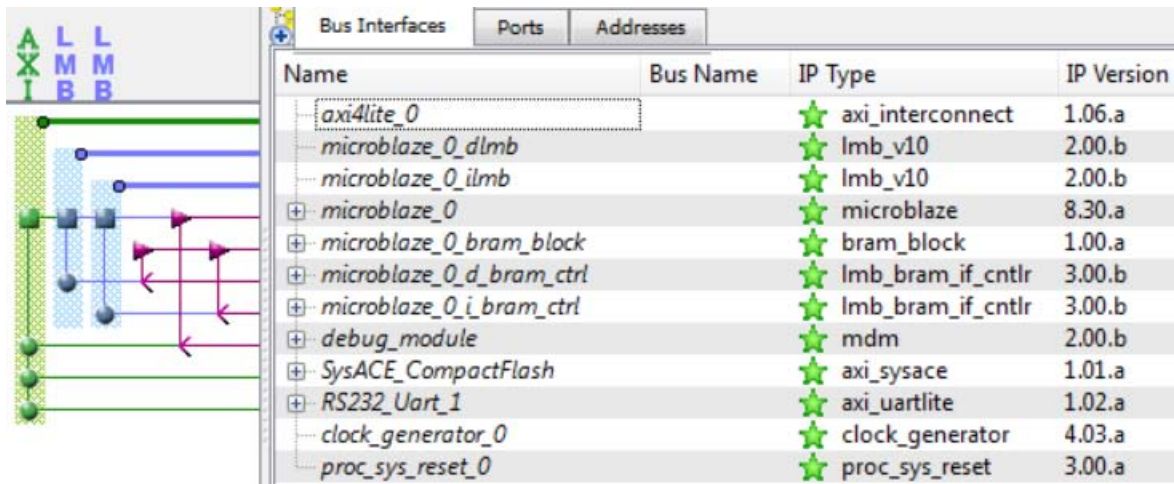 A L L
X M M
I B B
Bus Interfaces Ports Addresses
Name Bus Name IP Type IP Version
axi4lite_0 axi_interconnect 1.06.a
microblaze_0_dlmb lmb_v10 2.00.b
microblaze_0_ilmb lmb_v10 2.00.b
microblaze_0 microblaze 8.30.a
microblaze_0_bram_block bram_block 1.00.a
microblaze_0_d_bram_ctrl lmb_bram_if_cntlr 3.00.b
microblaze_0_i_bram_ctrl lmb_bram_if_cntlr 3.00.b
debug_module mdm 2.00.b
SysACE_CompactFlash axi_sysace 1.01.a
RS232_Uart_1 axi_uartlite 1.02.a
clock_generator_0 clock_generator 4.03.a
proc_sys_reset_0 proc_sys_reset 3.00.a